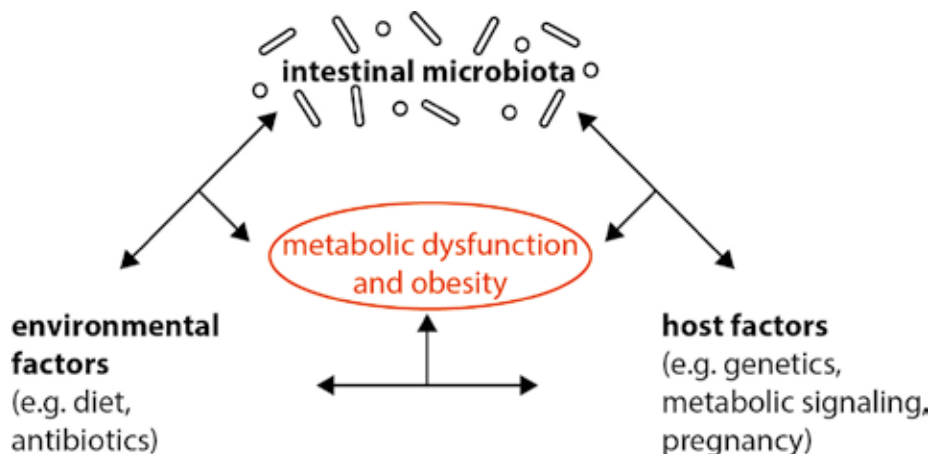 intestinal microbiota
metabolic dysfunction
and obesity
environmental
factors
(e.g. diet,
antibiotics)
host factors
(e.g. genetics,
metabolic signaling,
pregnancy)